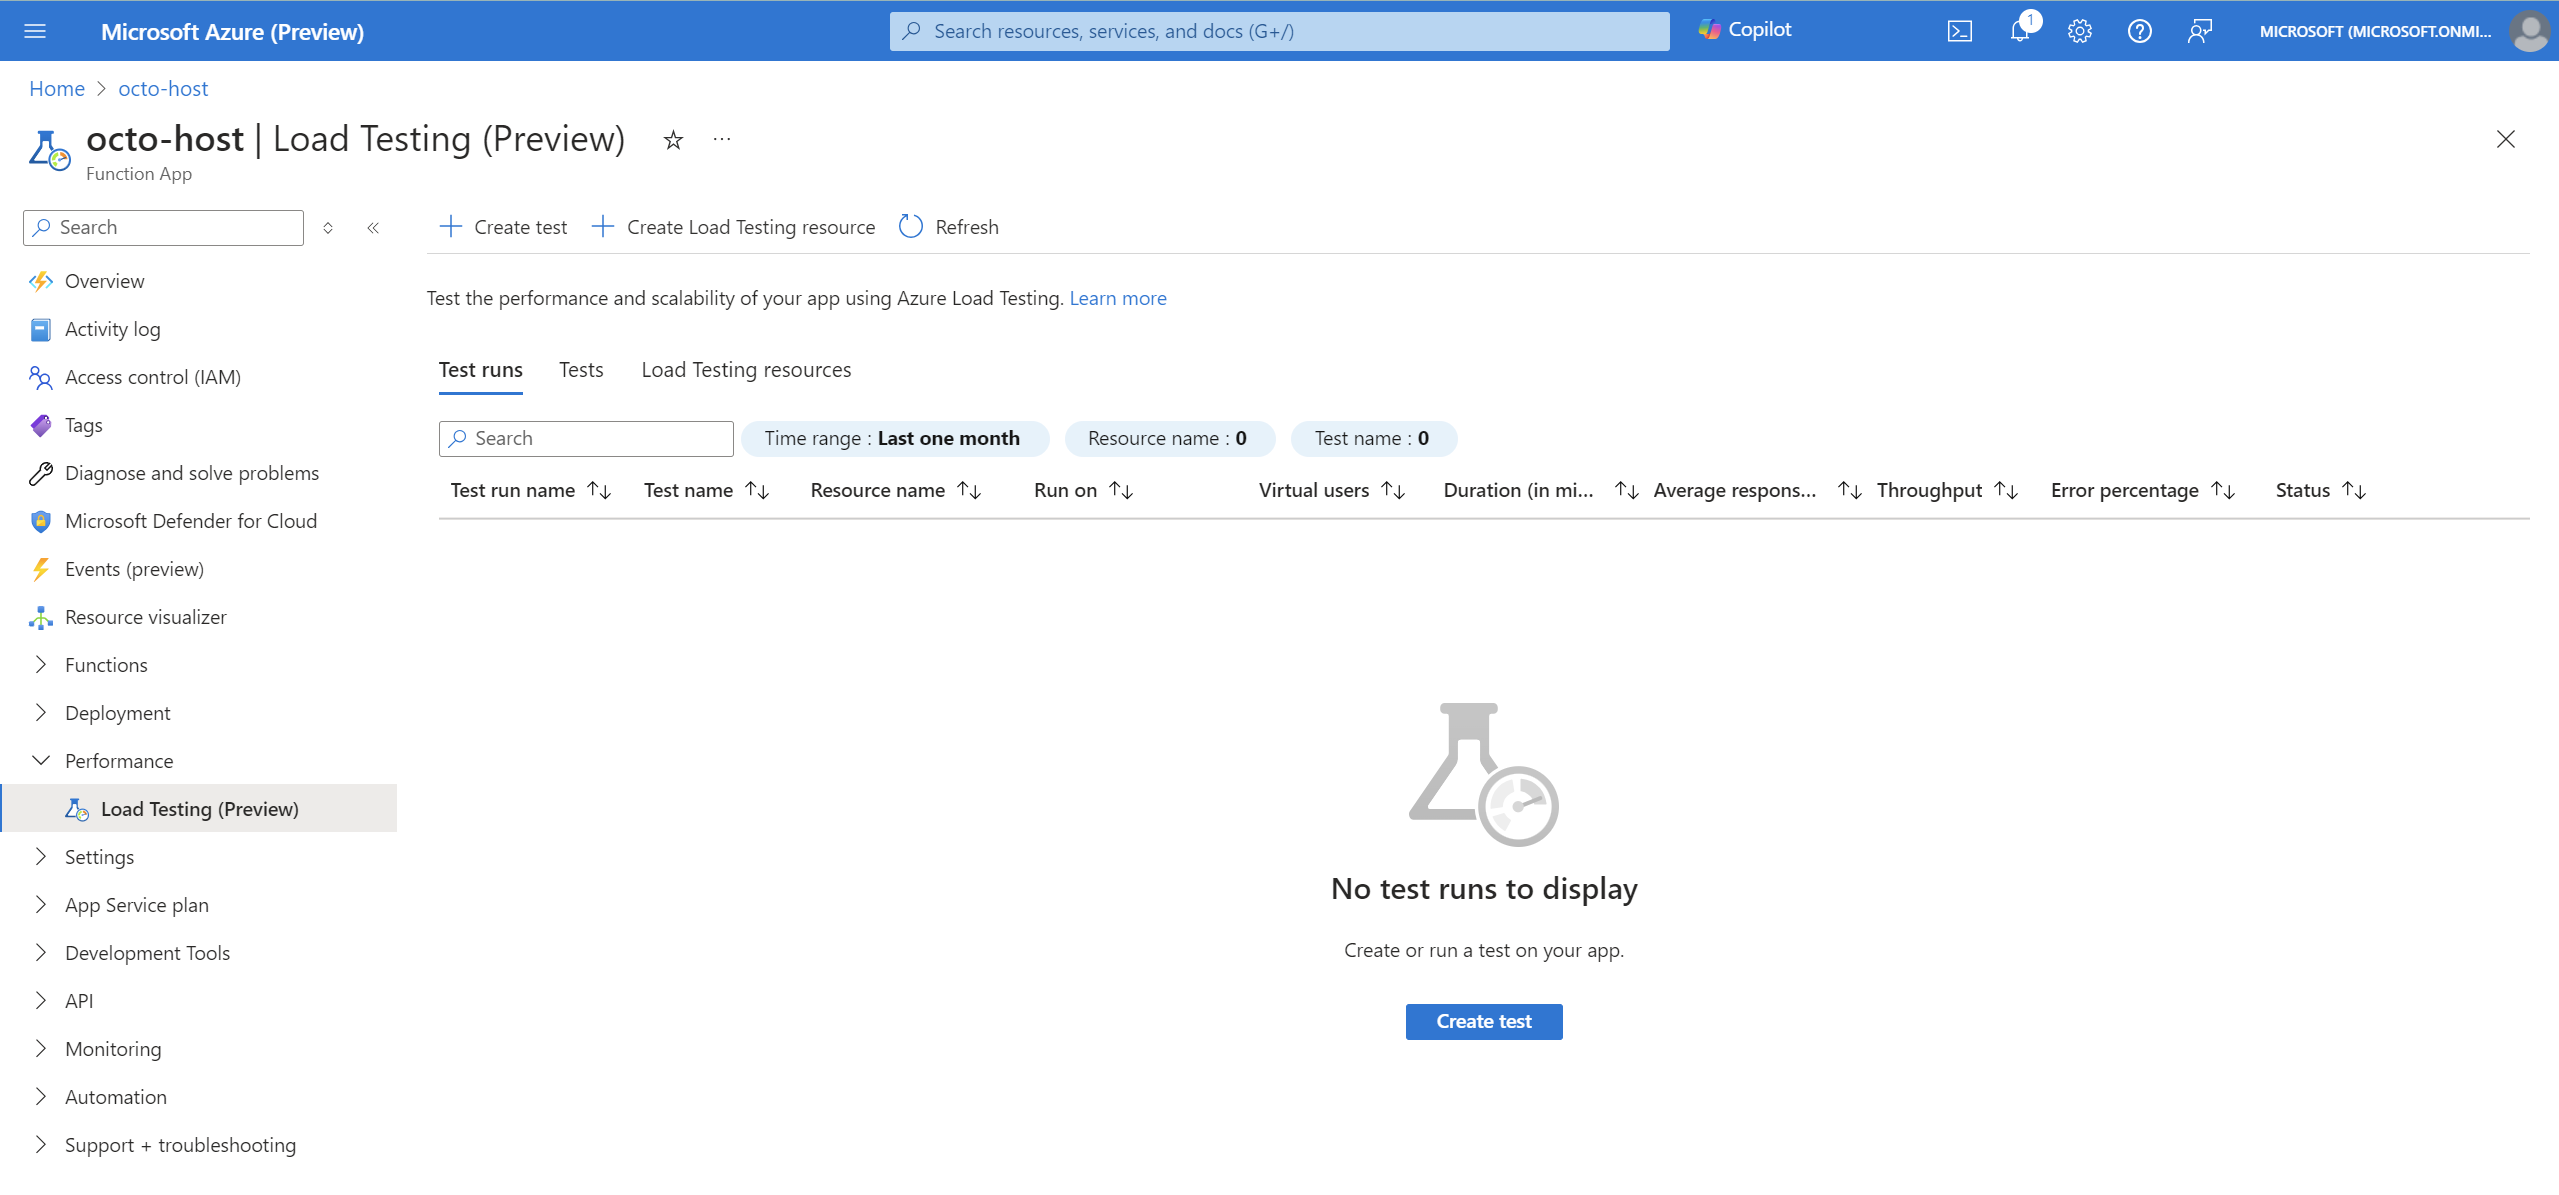 Microsoft Azure (Preview)
Search resources, services, and docs (G+/)
Copilot
1
MICROSOFT (MICROSOFT.ONMI...
Home > octo-host
octo-host | Load Testing (Preview)
Function App
Search
Overview
Activity log
Access control (IAM)
Tags
Diagnose and solve problems
Microsoft Defender for Cloud
Events (preview)
Resource visualizer
Functions
Deployment
Performance
Load Testing (Preview)
Settings
App Service plan
Development Tools
API
Monitoring
Automation
Support + troubleshooting
Create test
Create Load Testing resource
Refresh
Test the performance and scalability of your app using Azure Load Testing. Learn more
Test runs
Tests
Load Testing resources
Search
Time range : Last one month
Resource name : 0
Test name : 0
Test run name
Test name
Resource name
Run on
Virtual users
Duration (in mi...
Average respons...
Throughput
Error percentage
Status
No test runs to display
Create or run a test on your app.
Create test